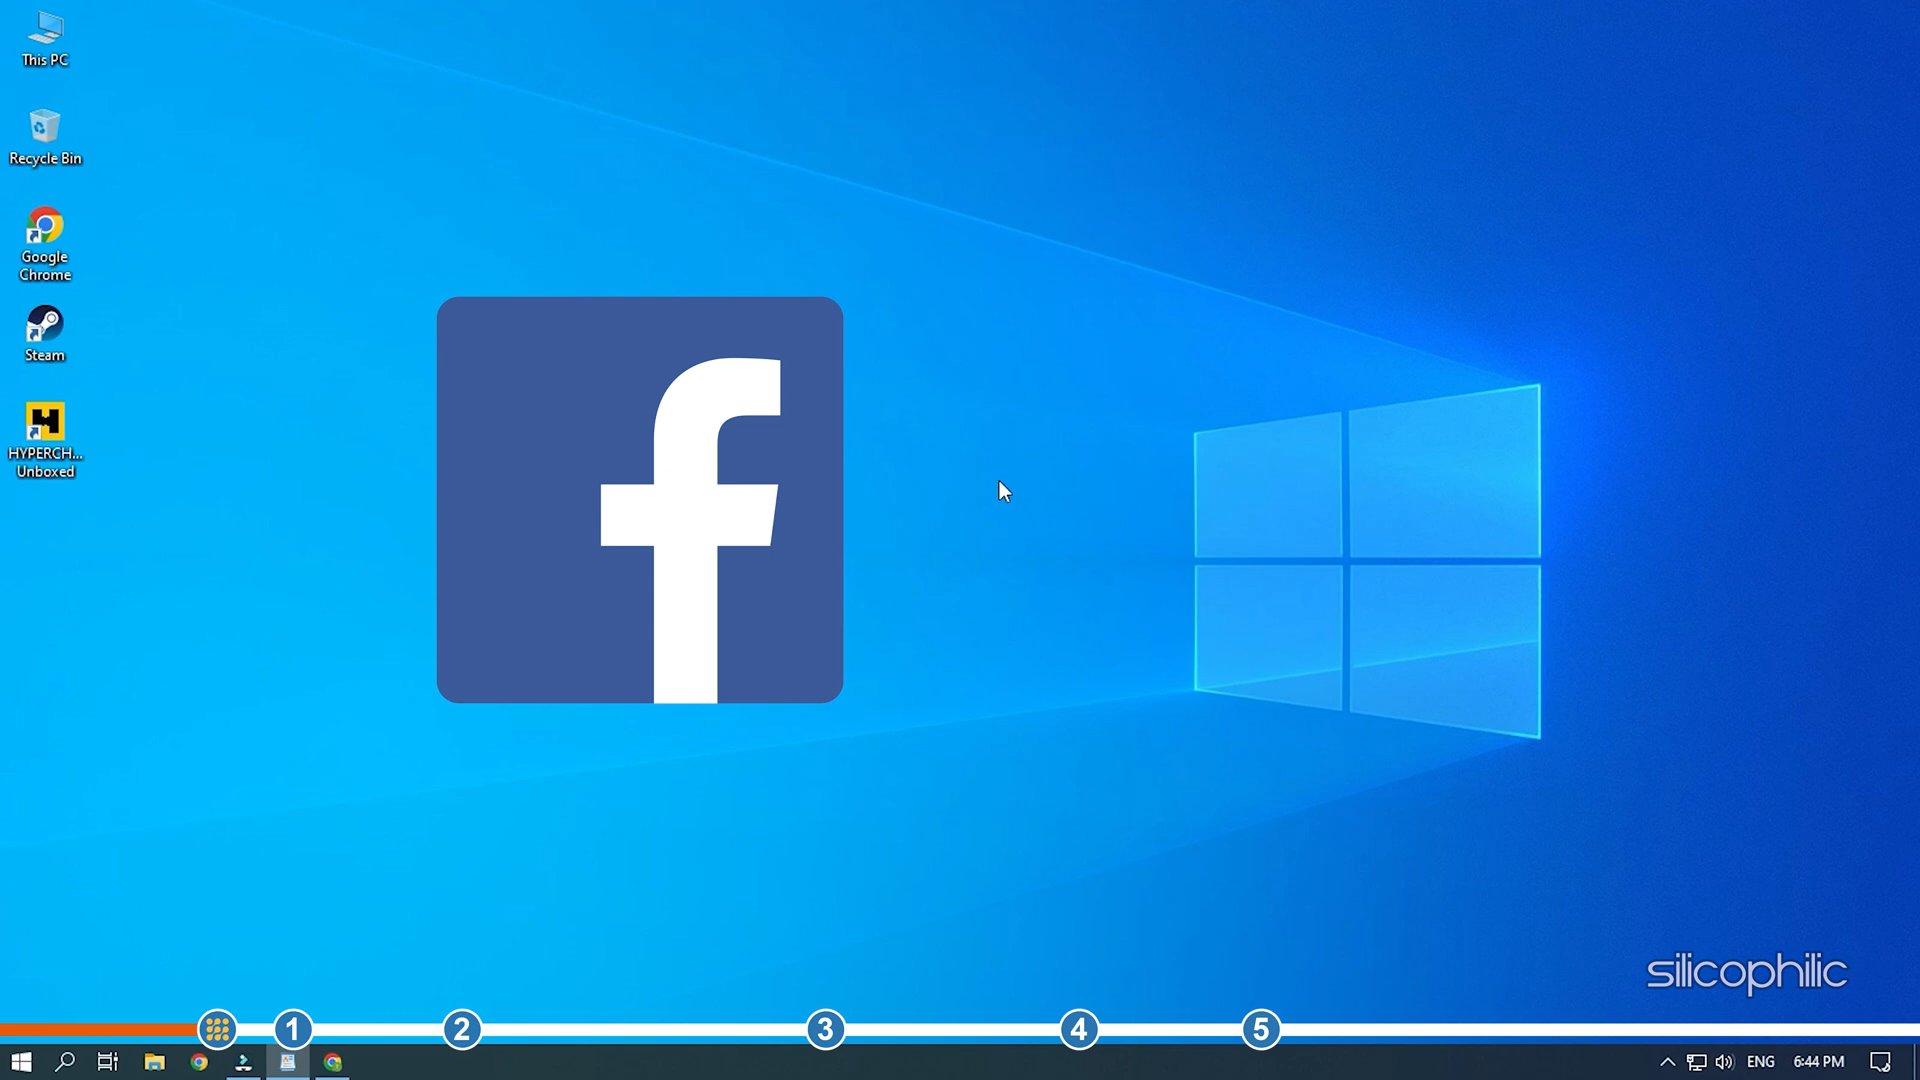 This PC
Recycle Bin
Google
Chrome
Steam
HYPERCH...
Unboxed
silicophilic
1 2 3 4 5
ENG 6:44 PM